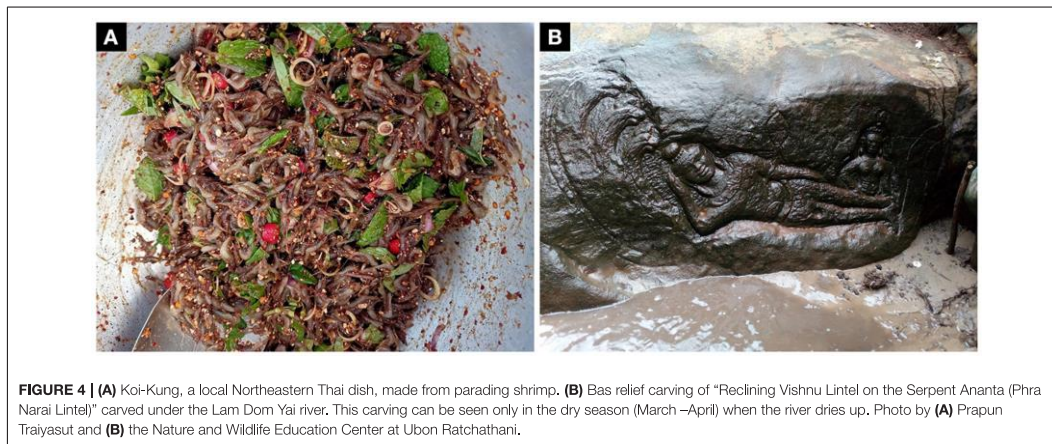 A
B
FIGURE 4 | (A) Koi-Kung, a local Northeastern Thai dish, made from parading shrimp. (B) Bas relief carving of “Reclining Vishnu Lintel on the Serpent Ananta (Phra
Narai Lintel)” carved under the Lam Dom Yai river. This carving can be seen only in the dry season (March –April) when the river dries up. Photo by (A) Prapun
Traiyasut and (B) the Nature and Wildlife Education Center at Ubon Ratchathani.